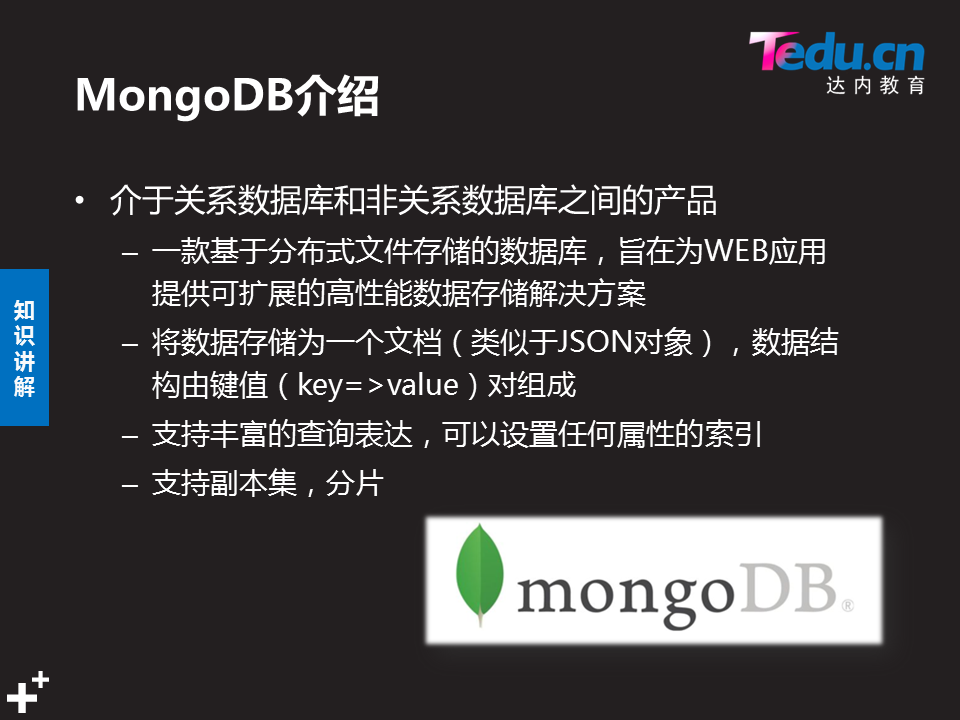 Tedu.cn
达内教育
MongoDB介绍
• 介于关系数据库和非关系数据库之间的产品
– 一款基于分布式文件存储的数据库，旨在为WEB应用
提供可扩展的高性能数据存储解决方案
– 将数据存储为一个文档（类似于JSON对象），数据结
构由键值（key=>value）对组成
– 支持丰富的查询表达，可以设置任何属性的索引
– 支持副本集，分片
知识讲解
mongoDB®